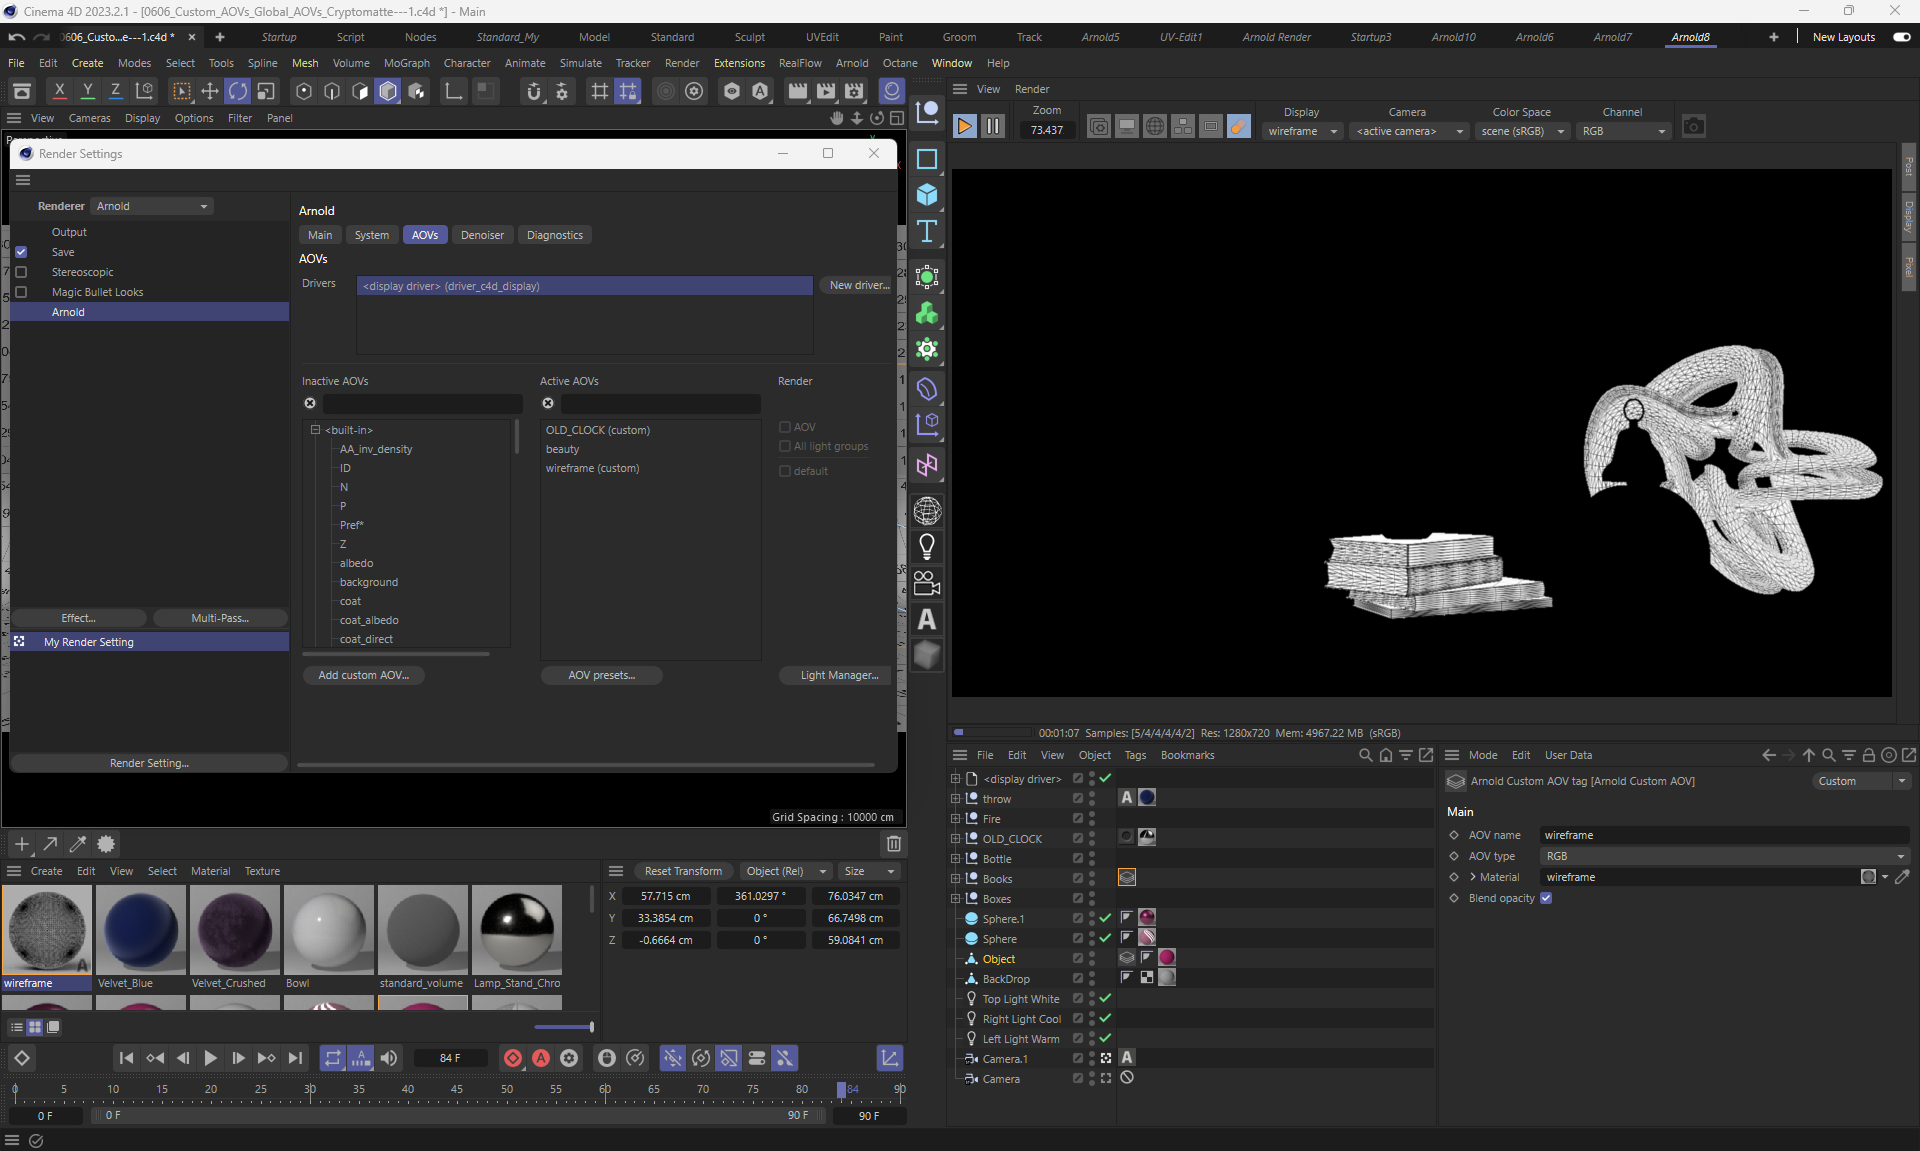 Cinema 4D 2023.2.1 - [0606_Custom_AOVs_Global_AOVs_Cryptomatte---1.c4d *] - Main
0606_Custo...e---1.c4d *
Startup Script Nodes Standard_My Model Standard Sculpt UVEdit Paint Groom Track Arnold5 UV-Edit1 Arnold Render Startup3 Arnold10 Arnold6 Arnold7 Arnold8 New Layouts
File Edit Create Modes Select Tools Spline Mesh Volume MoGraph Character Animate Simulate Tracker Render Extensions RealFlow Arnold Octane Window Help
X Y Z
View Render
View Cameras Display Options Filter Panel
Zoom Display Camera Color Space Channel
73.437 wireframe <active camera> scene (sRGB) RGB
Post
Display
Pixel
Render Settings
Renderer Arnold
Output
Save
Stereoscopic
Magic Bullet Looks
Arnold
Effect... Multi-Pass...
My Render Setting
Render Setting...
Arnold
Main System AOVs Denoiser Diagnostics
AOVs
Drivers <display driver> (driver_c4d_display) New driver...
Inactive AOVs Active AOVs Render
<built-in>
AA_inv_density
ID
N
P
Pref*
Z
albedo
background
coat
coat_albedo
coat_direct
OLD_CLOCK (custom)
beauty
wireframe (custom)
AOV
All light groups
default
Add custom AOV... AOV presets... Light Manager...
Grid Spacing : 10000 cm
00:01:07 Samples: [5/4/4/4/4/2] Res: 1280x720 Mem: 4967.22 MB (sRGB)
File Edit View Object Tags Bookmarks
<display driver>
throw
Fire
OLD_CLOCK
Bottle
Books
Boxes
Sphere.1
Sphere
Object
BackDrop
Top Light White
Right Light Cool
Left Light Warm
Camera.1
Camera
Mode Edit User Data
Arnold Custom AOV tag [Arnold Custom AOV] Custom
Main
AOV name wireframe
AOV type RGB
Material wireframe
Blend opacity
Create Edit View Select Material Texture
wireframe Velvet_Blue Velvet_Crushed Bowl standard_volume Lamp_Stand_Chro
Reset Transform Object (Rel) Size
X 57.715 cm 361.0297 ° 76.0347 cm
Y 33.3854 cm 0 ° 66.7498 cm
Z -0.6664 cm 0 ° 59.0841 cm
84 F
0 5 10 15 20 25 30 35 40 45 50 55 60 65 70 75 80 84 90
0 F 0 F 90 F 90 F